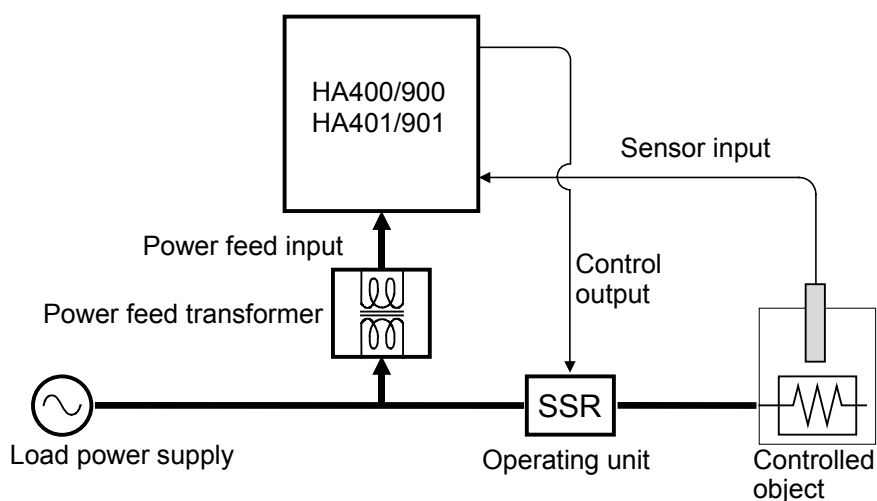 HA400/900
HA401/901
Sensor input
Power feed input
Control
output
Power feed transformer
SSR
Load power supply
Operating unit
Controlled
object